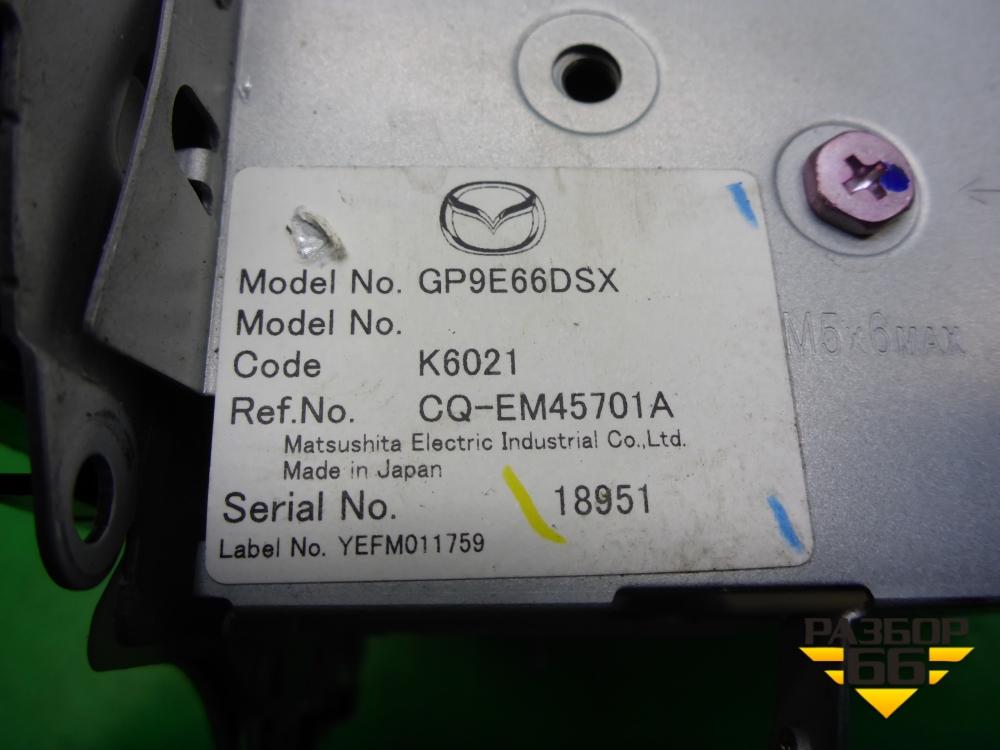 Model No. GP9E66DSX
Model No.
Code K6021
Ref.No. CQ-EM45701A
Matsushita Electric Industrial Co.,Ltd.
Made in Japan
Serial No. 18951
Label No. YEFM011759
M5x6MAX
РАЗБОР
66